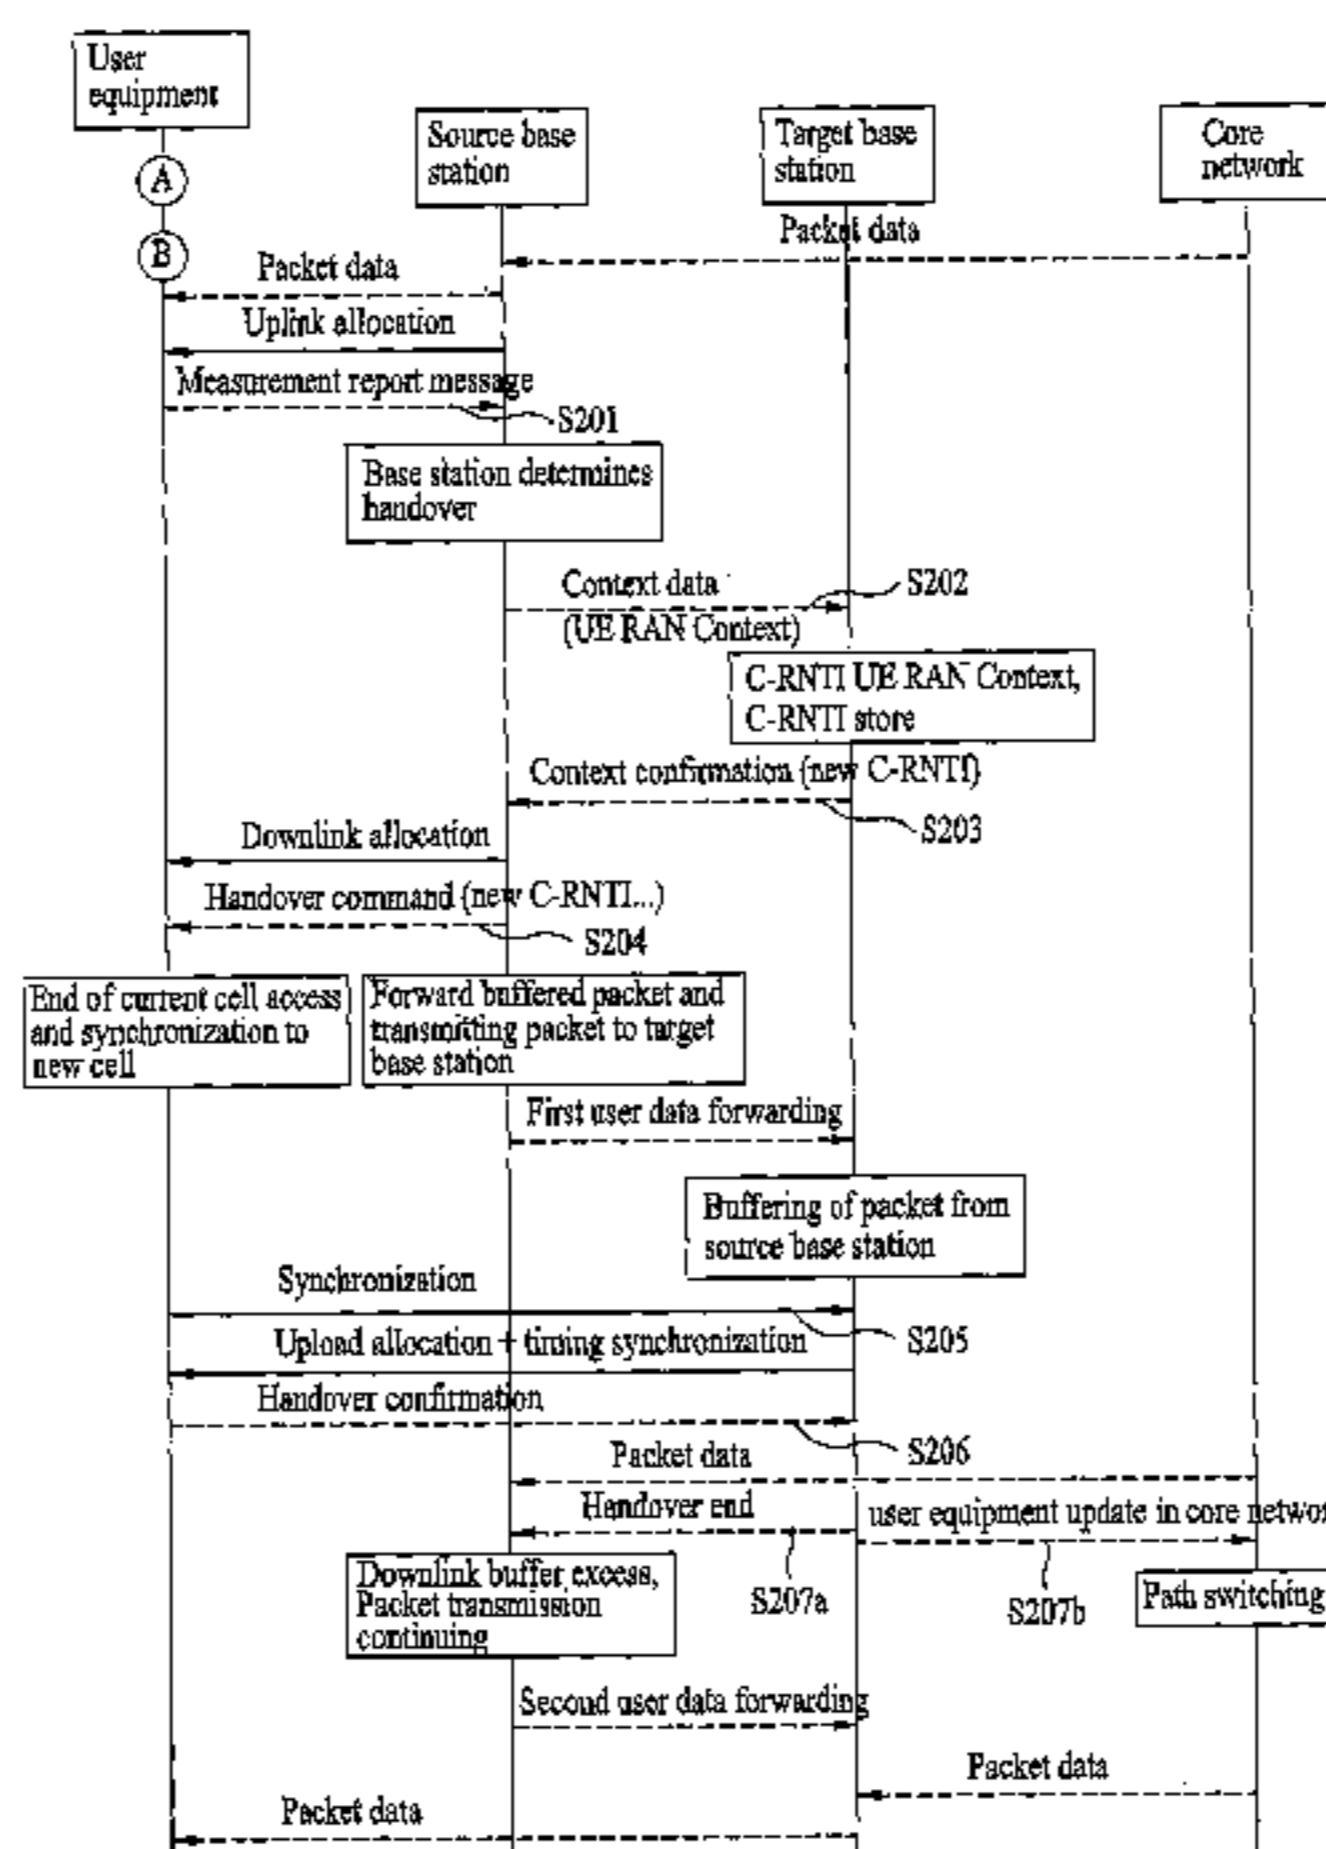 User
equipment
Source base
station
Target base
station
Core
network
A
B
Packet data
Packet data
Uplink allocation
Measurement report message
S201
Base station determines
handover
Context data
S202
(UE RAN Context)
C-RNTI UE RAN Context,
C-RNTI store
Context confirmation (new C-RNTI)
S203
Downlink allocation
Handover command (new C-RNTI...)
S204
End of current cell access
and synchronization to
new cell
Forward buffered packet and
transmitting packet to target
base station
First user data forwarding
Buffering of packet from
source base station
Synchronization
S205
Upload allocation + timing synchronization
Handover confirmation
S206
Packet data
Handover end
user equipment update in core networ
S207a
S207b
Downlink buffer excess,
Packet transmission
continuing
Path switching
Second user data forwarding
Packet data
Packet data